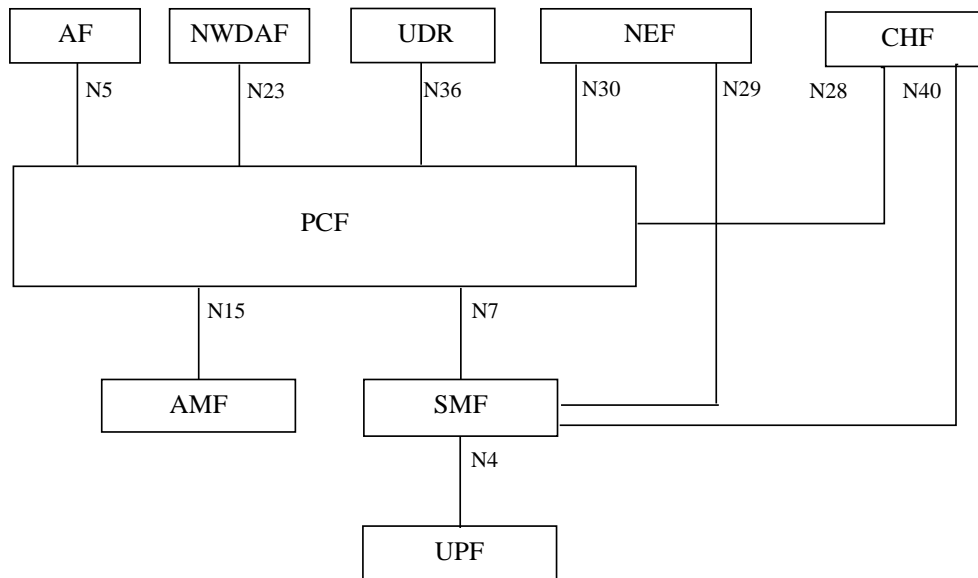 AF
NWDAF
UDR
NEF
CHF
N5
N23
N36
N30
N29
N28
N40
PCF
N15
N7
AMF
SMF
N4
UPF